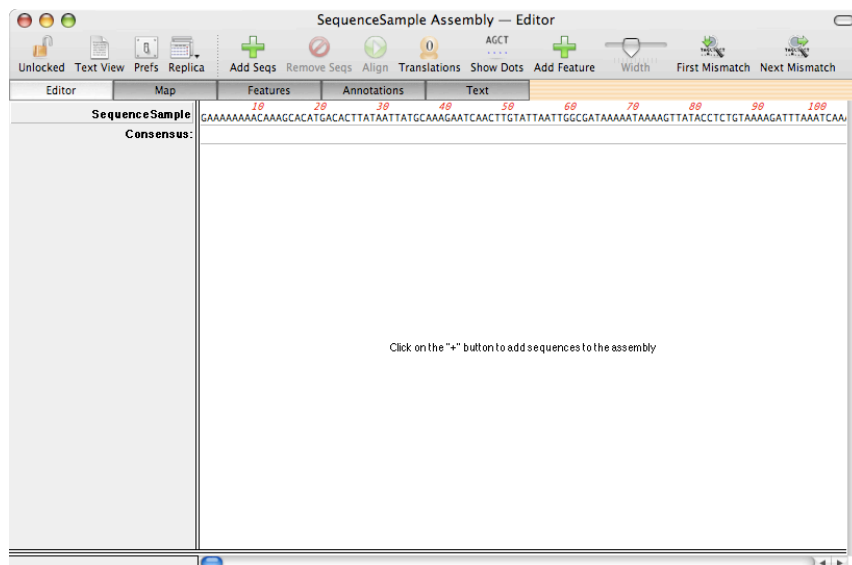 SequenceSample Assembly — Editor
AGCT
0
Unlocked Text View Prefs Replica Add Seqs Remove Seqs Align Translations Show Dots Add Feature Width First Mismatch Next Mismatch
Editor Map Features Annotations Text
10 20 30 40 50 60 70 80 90 100
SequenceSample GAAAAAAAACAAAGCACATGACACTTATAATTATGCAAAGAATCAACTTGTATTAATTGGCGATAAAAATAAAAGTTATACCTCTGTAAAAGATTTAAATCAA
Consensus:
Click on the "+" button to add sequences to the assembly